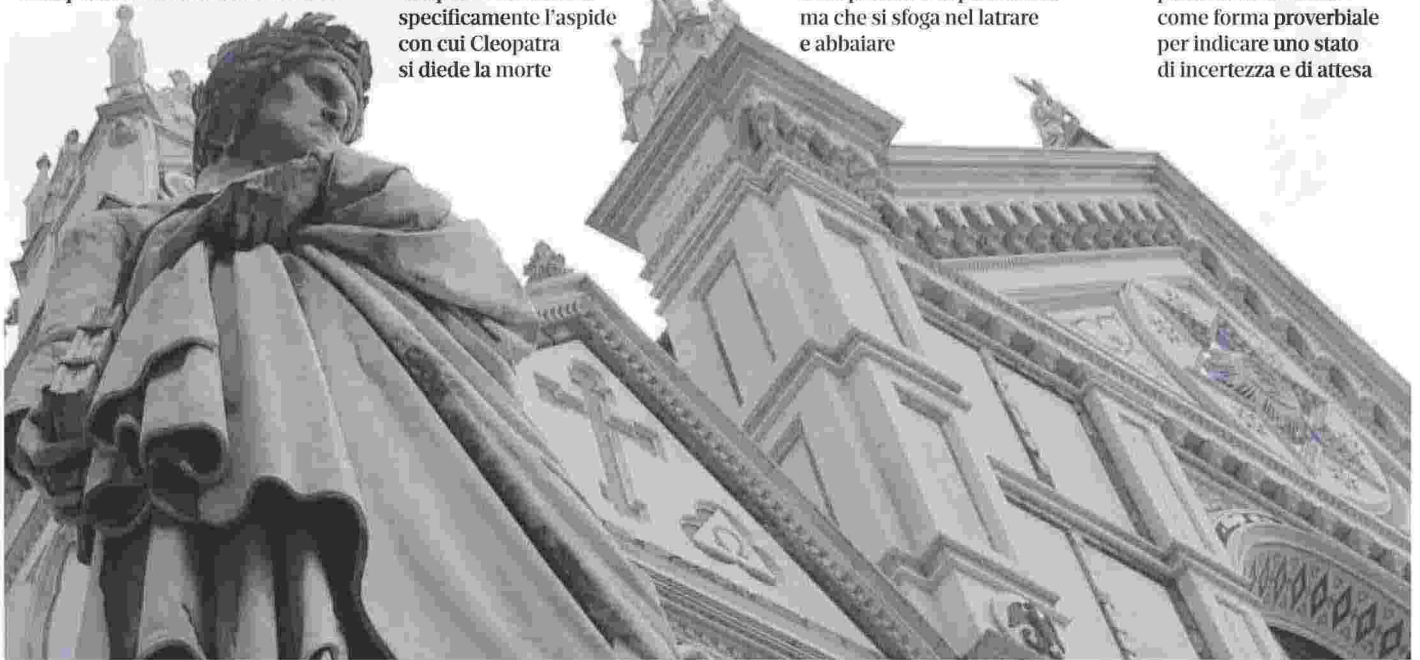 specificamente l'aspide
con cui Cleopatra
si diede la morte
ma che si sfoga nel latrare
e abbaiare
come forma proverbiale
per indicare uno stato
di incertezza e di attesa